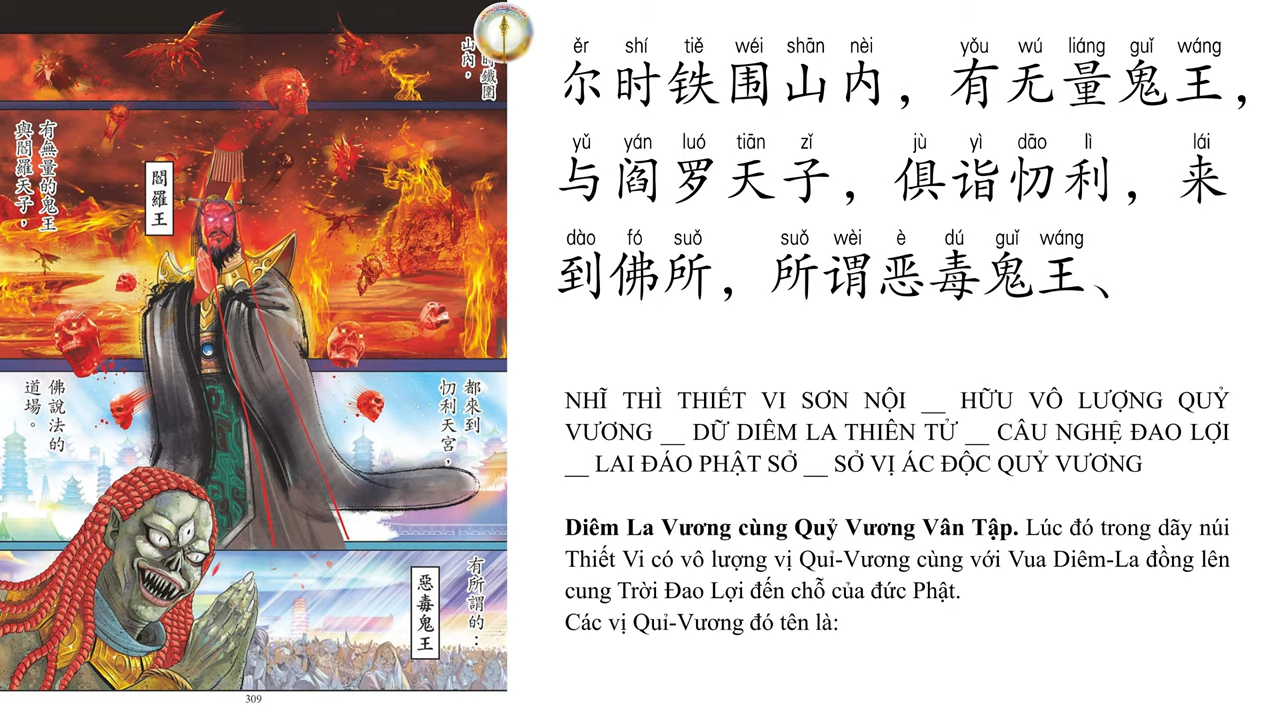 時鐵圍
山內，
有無量的鬼王
與閻羅天子，
閻羅王
都來到
忉利天宮，
佛說法的
道場。
有所謂的：
惡毒鬼王
309
ěr shí tiě wéi shān nèi yǒu wú liáng guǐ wáng
尔时铁围山内，有无量鬼王，
yǔ yán luó tiān zǐ jù yì dāo lì lái
与阎罗天子，俱诣忉利，来
dào fó suǒ suǒ wèi è dú guǐ wáng
到佛所，所谓恶毒鬼王、
NHĨ THÌ THIẾT VI SƠN NỘI __ HỮU VÔ LƯỢNG QUỶ
VƯƠNG __ DỮ DIÊM LA THIÊN TỬ __ CÂU NGHỆ ĐAO LỢI
__ LAI ĐÁO PHẬT SỞ __ SỞ VỊ ÁC ĐỘC QUỶ VƯƠNG
Diêm La Vương cùng Quỷ Vương Vân Tập. Lúc đó trong dãy núi
Thiết Vi có vô lượng vị Quỉ-Vương cùng với Vua Diêm-La đồng lên
cung Trời Đao Lợi đến chỗ của đức Phật.
Các vị Quỉ-Vương đó tên là: